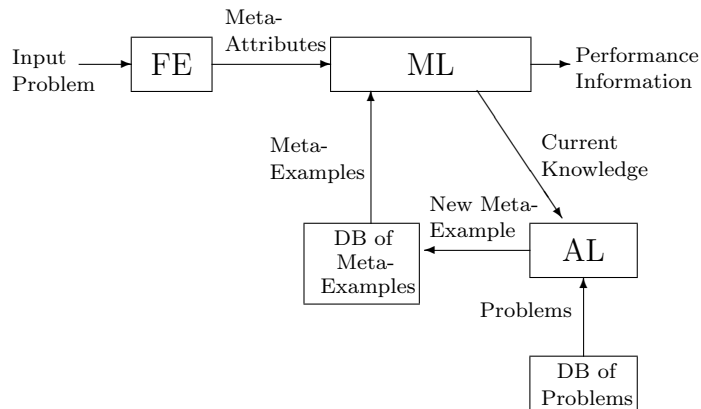 Meta-
Attributes
Input
Problem
FE
ML
Performance
Information
Meta-
Examples
Current
Knowledge
New Meta-
Example
DB of
Meta-
Examples
AL
Problems
DB of
Problems